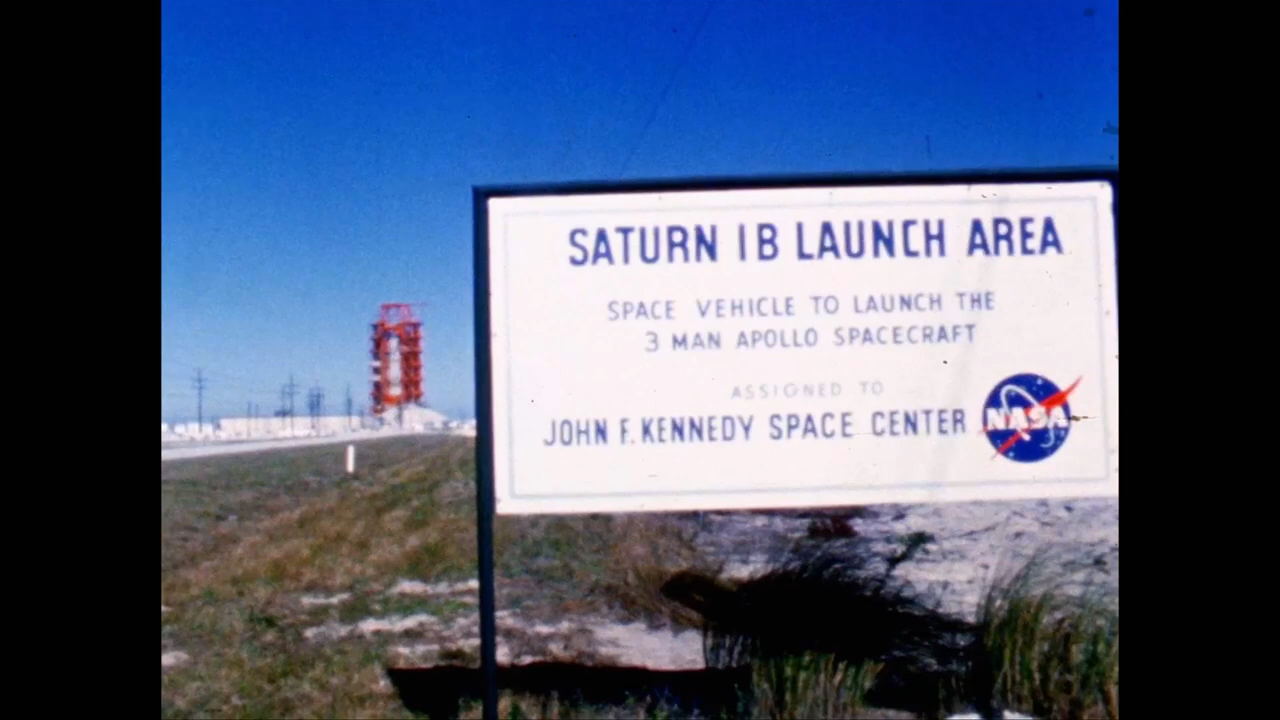 SATURN IB LAUNCH AREA
SPACE VEHICLE TO LAUNCH THE
3 MAN APOLLO SPACECRAFT
ASSIGNED TO
JOHN F. KENNEDY SPACE CENTER
NASA